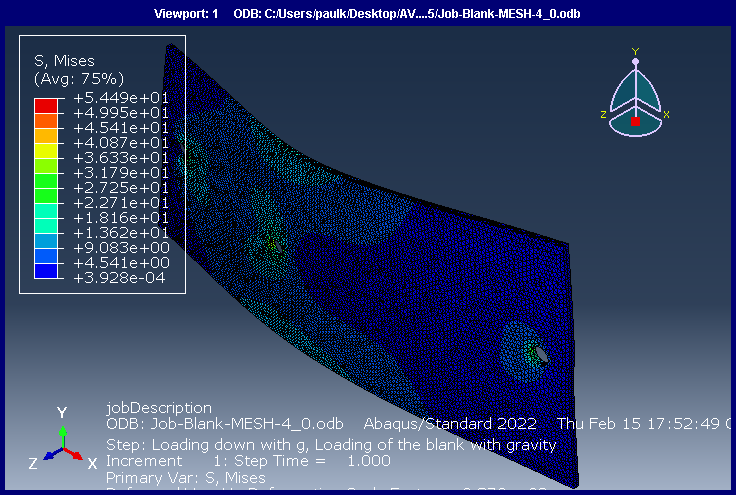 Viewport: 1 ODB: C:/Users/paulk/Desktop/AV....5/Job-Blank-MESH-4_0.odb
S, Mises
(Avg: 75%)
+5.449e+01
+4.995e+01
+4.541e+01
+4.087e+01
+3.633e+01
+3.179e+01
+2.725e+01
+2.271e+01
+1.816e+01
+1.362e+01
+9.083e+00
+4.541e+00
+3.928e-04
Y
Z
X
Y
Z
X
jobDescription
ODB: Job-Blank-MESH-4_0.odb Abaqus/Standard 2022 Thu Feb 15 17:52:49
Step: Loading down with g, Loading of the blank with gravity
Increment 1: Step Time = 1.000
Primary Var: S, Mises